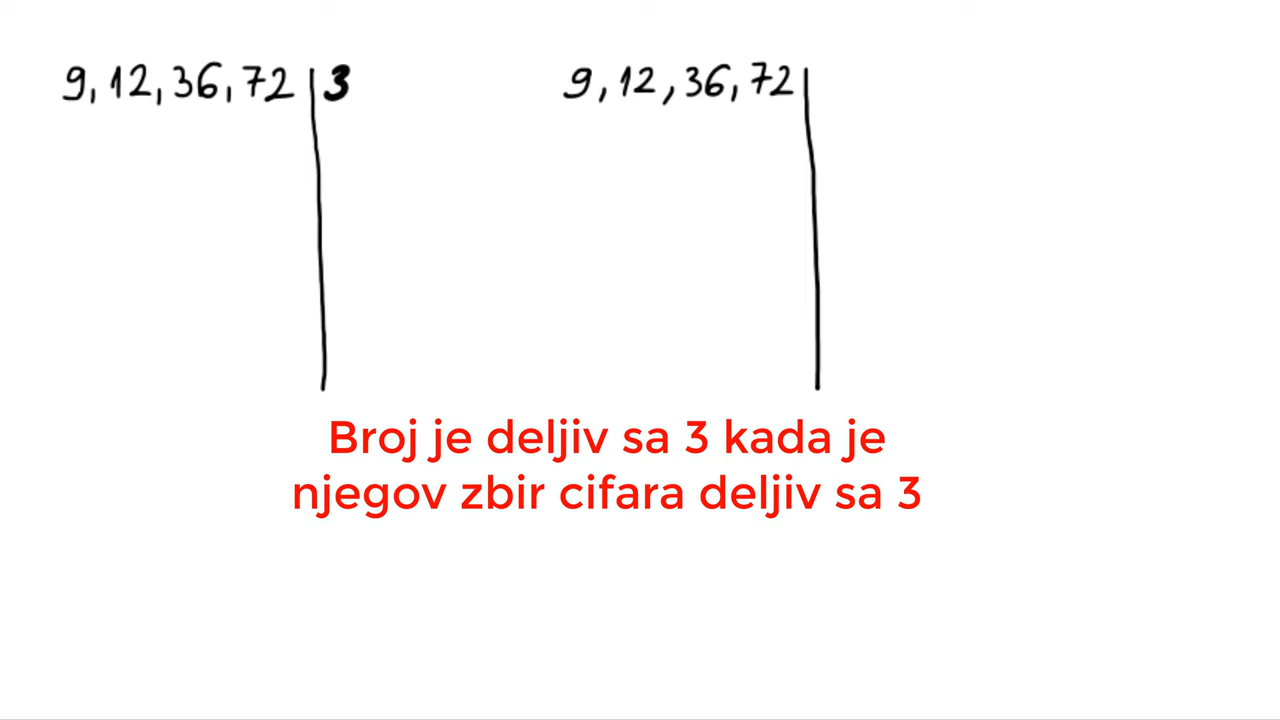 9, 12, 36, 72 | 3
9, 12, 36, 72 |
Broj je deljiv sa 3 kada je
njegov zbir cifara deljiv sa 3